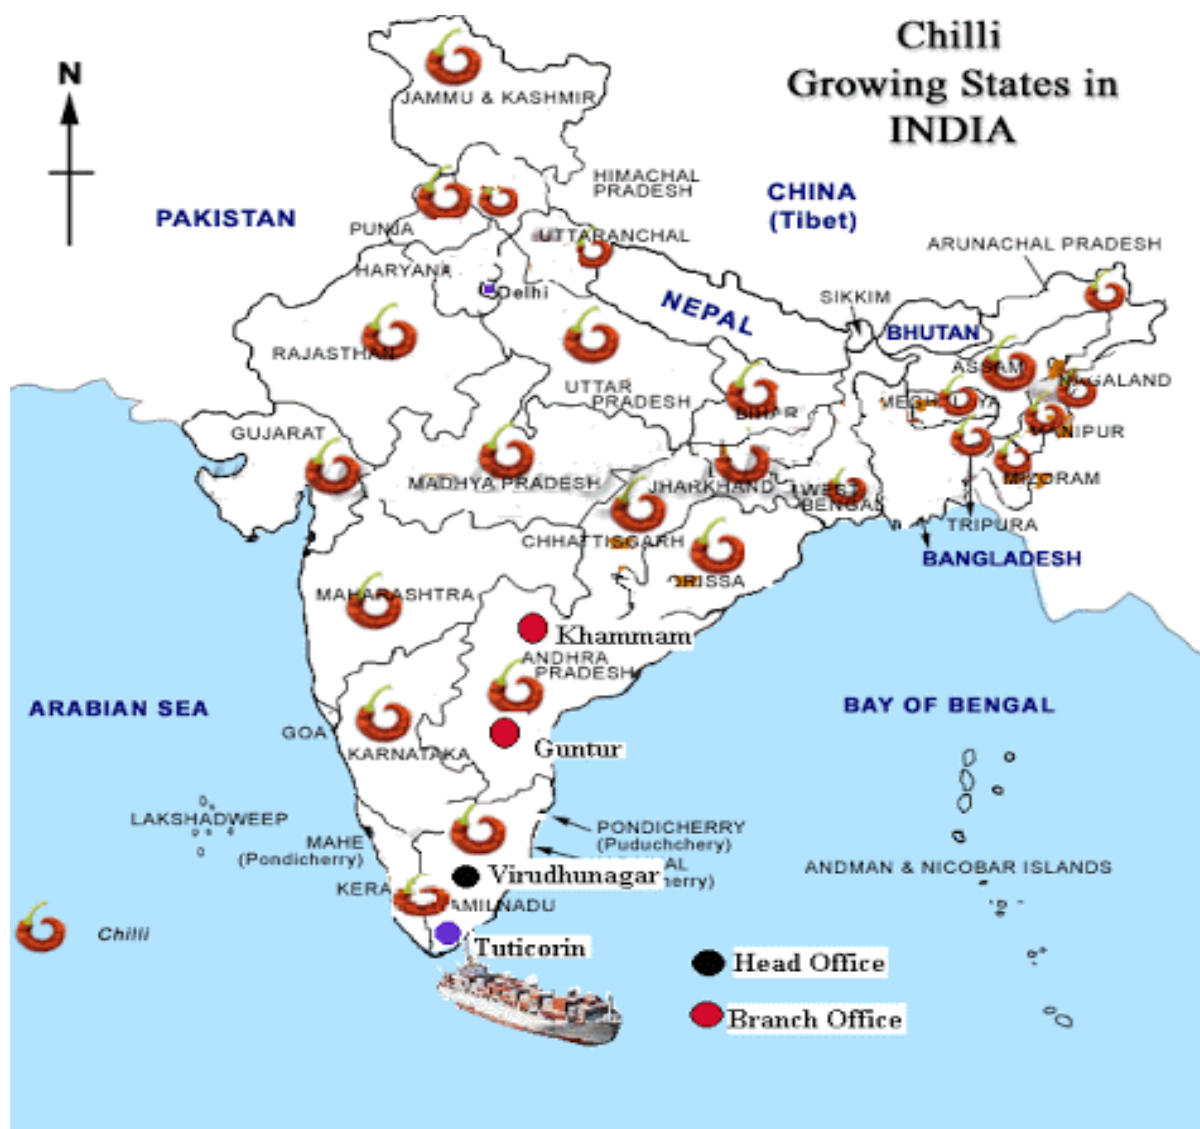 Chilli
Growing States in
INDIA
N
JAMMU & KASHMIR
HIMACHAL
PRADESH
CHINA
(Tibet)
PAKISTAN
PUNJA
UTTARANCHAL
ARUNACHAL PRADESH
HARYANA
Delhi
NEPAL
SIKKIM
BHUTAN
RAJASTHAN
ASSAM
NAGALAND
UTTAR
PRADESH
BIHAR
MANIPUR
GUJARAT
MADHYA PRADESH
JHARKHAND
WEST
BENGAL
MIZORAM
TRIPURA
CHHATTISGARH
BANGLADESH
ORISSA
MAHARASHTRA
Khammam
ANDHRA
PRADESH
ARABIAN SEA
BAY OF BENGAL
GOA
KARNATAKA
Guntur
LAKSHADWEEP
MAHE
(Pondicherry)
PONDICHERRY
(Puduchchery)
ANDMAN & NICOBAR ISLANDS
Virudhunagar
KERA
TAMILNADU
Chilli
Tuticorin
Head Office
Branch Office